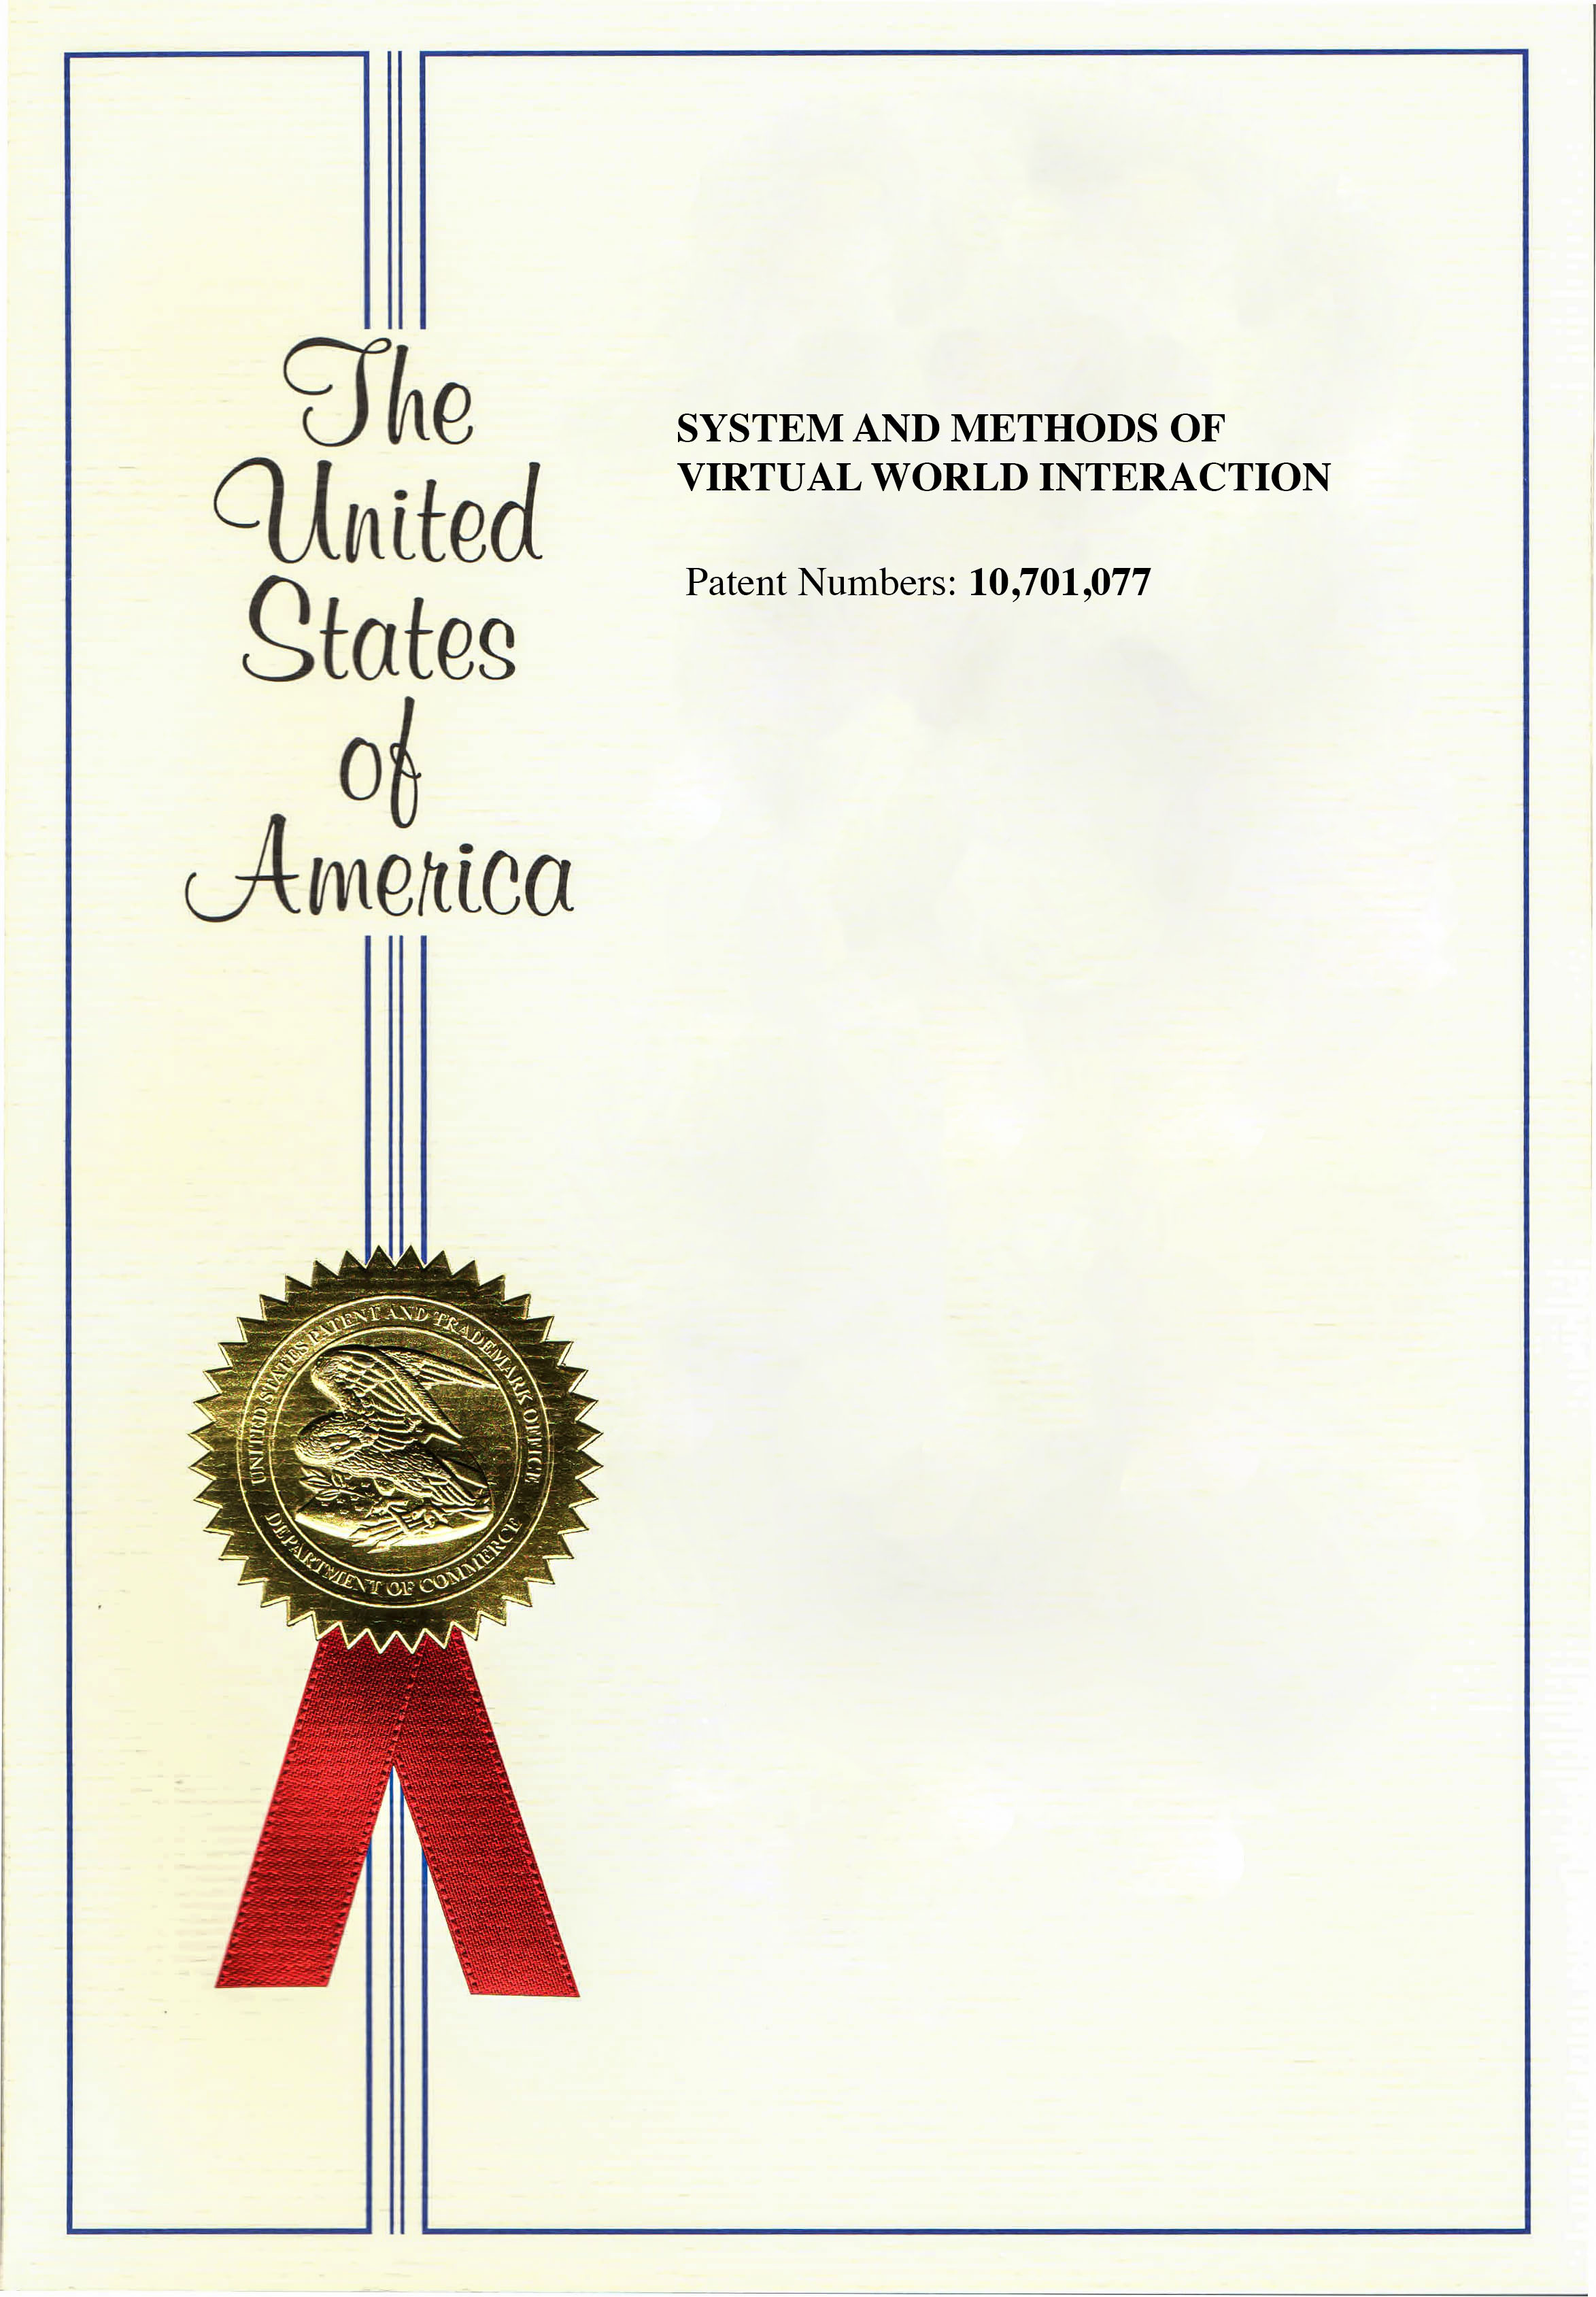 The
United
States
of
America
SYSTEM AND METHODS OF
VIRTUAL WORLD INTERACTION
Patent Numbers: 10,701,077
UNITED STATES PATENT AND TRADEMARK OFFICE
DEPARTMENT OF COMMERCE